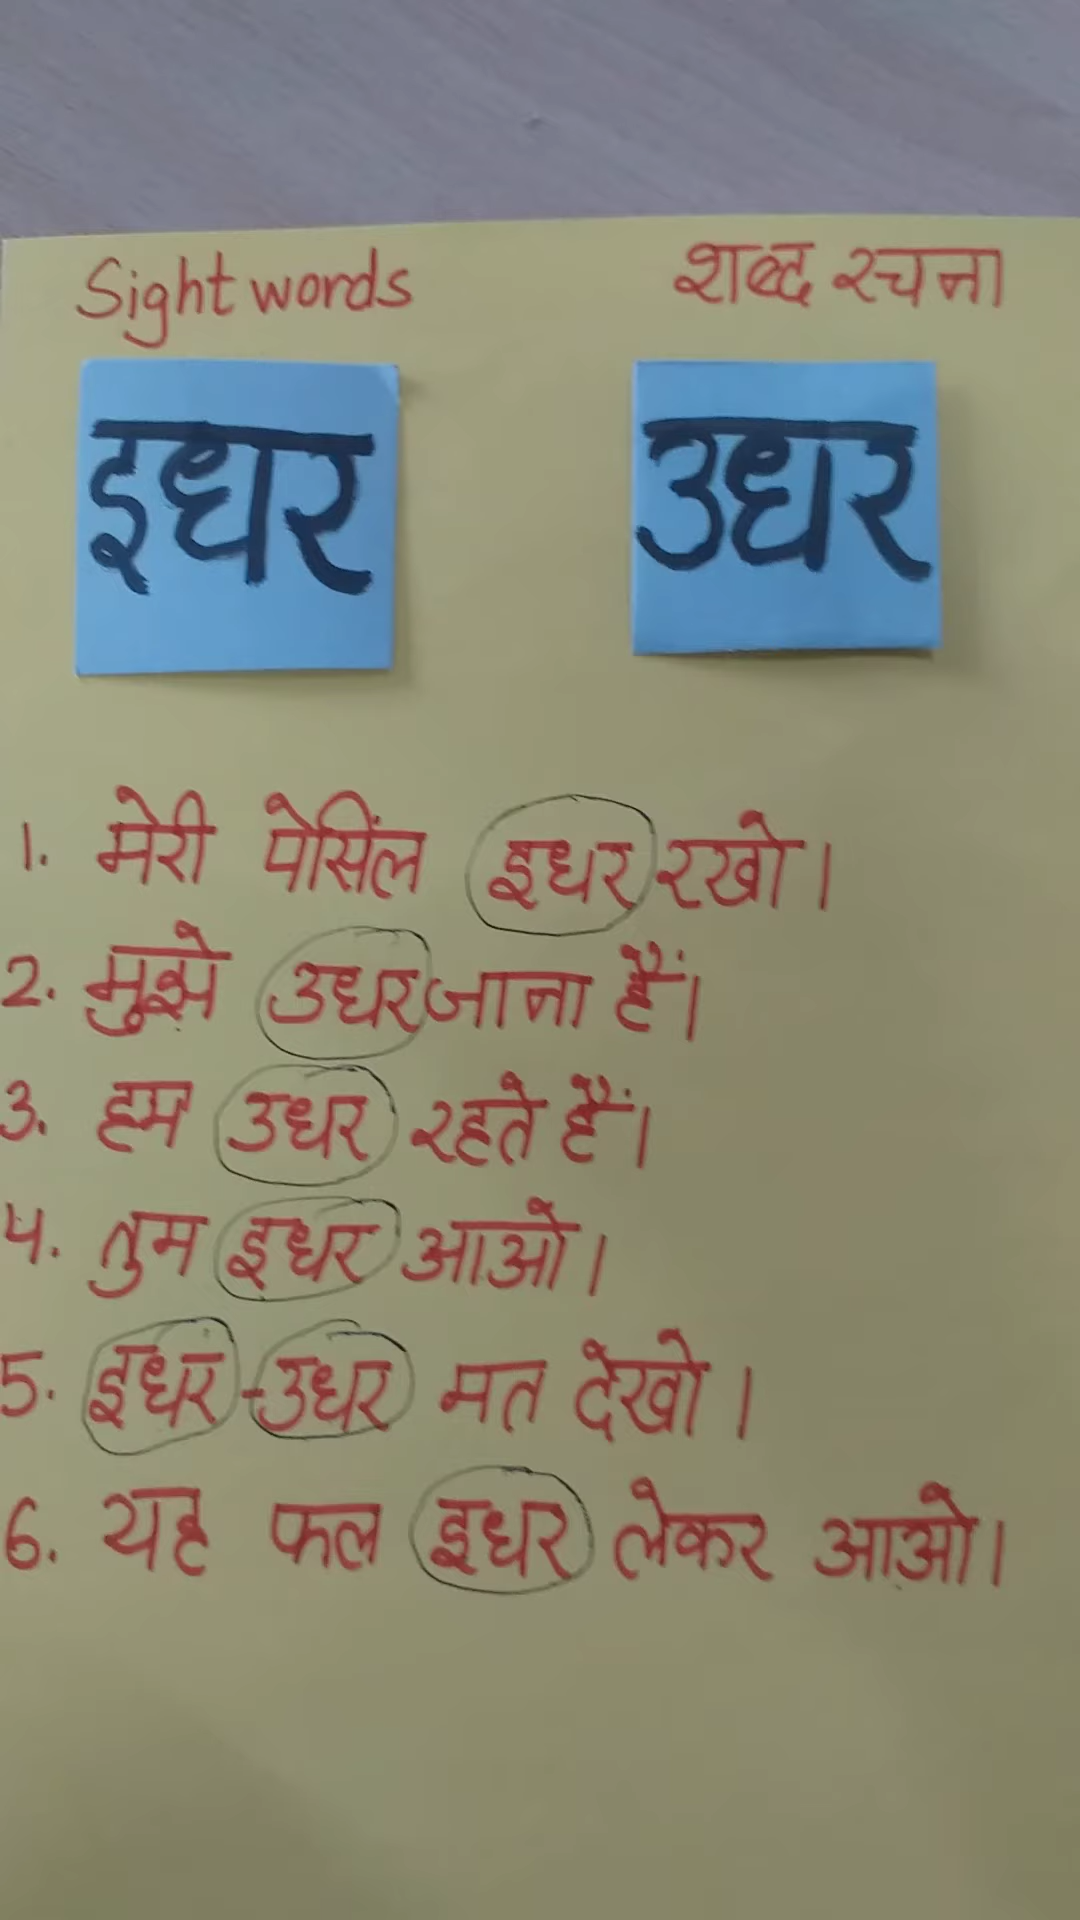 Sight words शब्द रचना
इधर उधर
1. मेरी पेसिंल इधर रखो।
2. मुझे उधर जाना हैं।
3. हम उधर रहते हैं।
4. तुम इधर आओ।
5. इधर-उधर मत देखो।
6. यह फल इधर लेकर आओ।